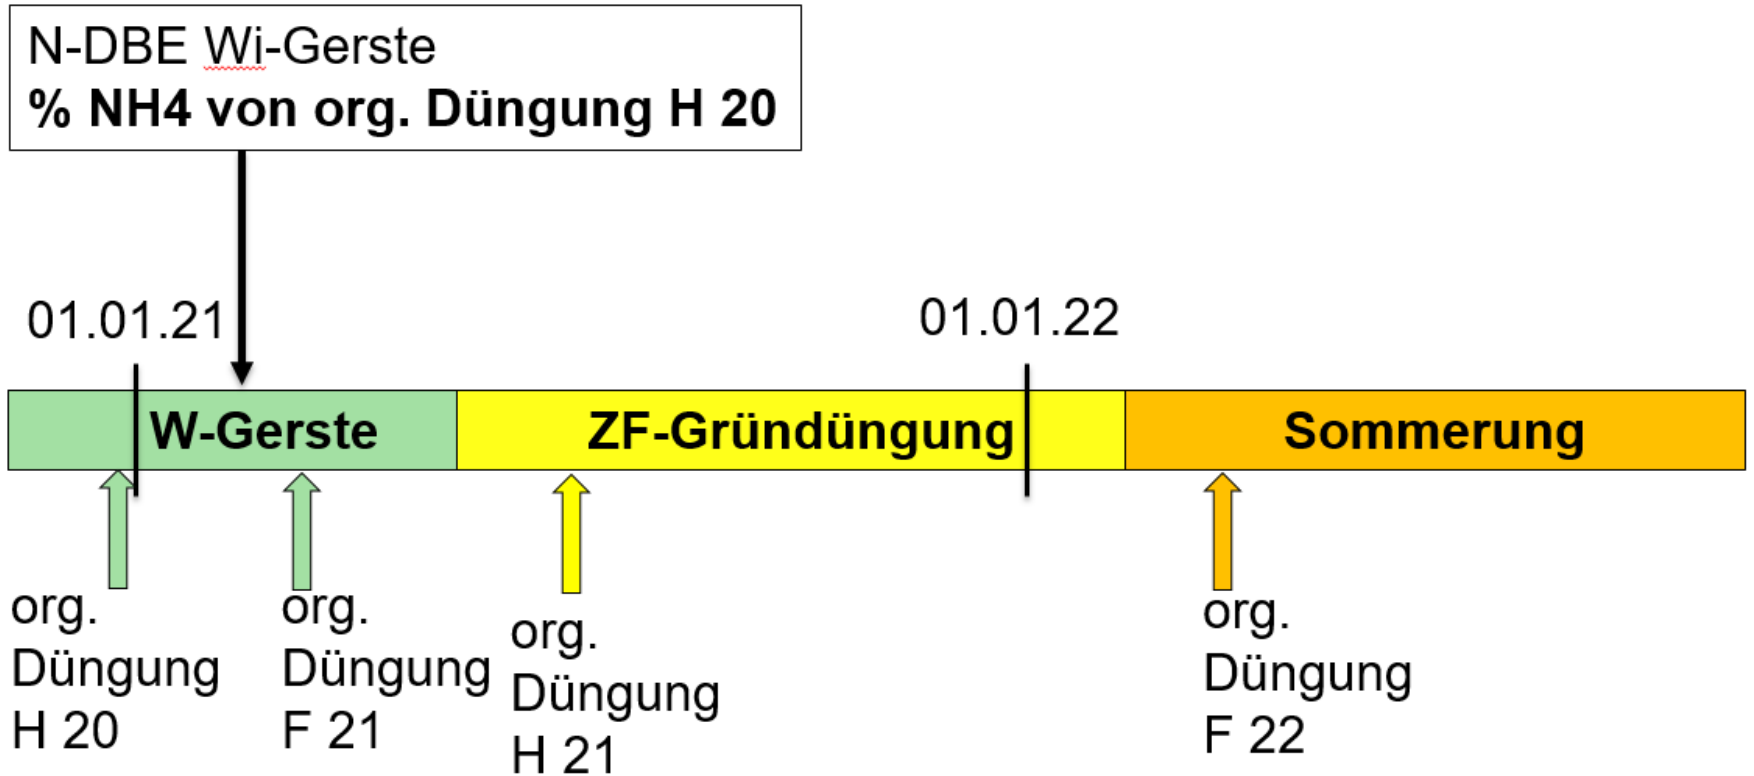 N-DBE Wi-Gerste
% NH4 von org. Düngung H 20
01.01.21
01.01.22
W-Gerste
ZF-Gründüngung
Sommerung
org.
Düngung
H 20
org.
Düngung
F 21
org.
Düngung
H 21
org.
Düngung
F 22